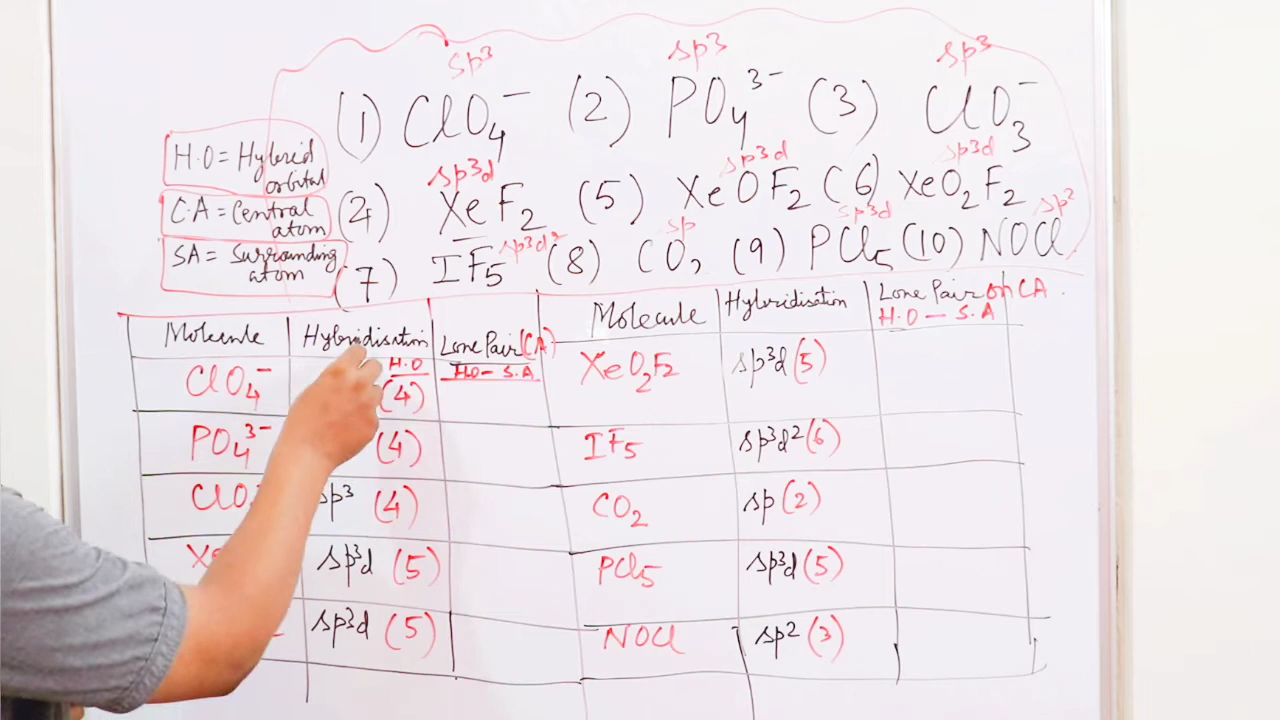 sp³ sp³ sp³
(1) ClO₄⁻ (2) PO₄³⁻ (3) ClO₃⁻
H.O = Hybrid orbital
C.A = Central atom
SA = Surrounding atom
sp³d sp³d sp³d
(4) XeF₂ (5) XeOF₂ (6) XeO₂F₂
sp³d² sp sp³d sp²
(7) IF₅ (8) CO₂ (9) PCl₅ (10) NOCl
Molecule Hybridisation Lone Pair (CA)
H.O H.O - S.A
ClO₄⁻ (4)
PO₄³⁻ (4)
ClO sp³ (4)
Xe sp³d (5)
sp³d (5)
Molecule Hybridisation Lone Pair on CA
H.O - S.A
XeO₂F₂ sp³d (5)
IF₅ sp³d² (6)
CO₂ sp (2)
PCl₅ sp³d (5)
NOCl sp² (3)